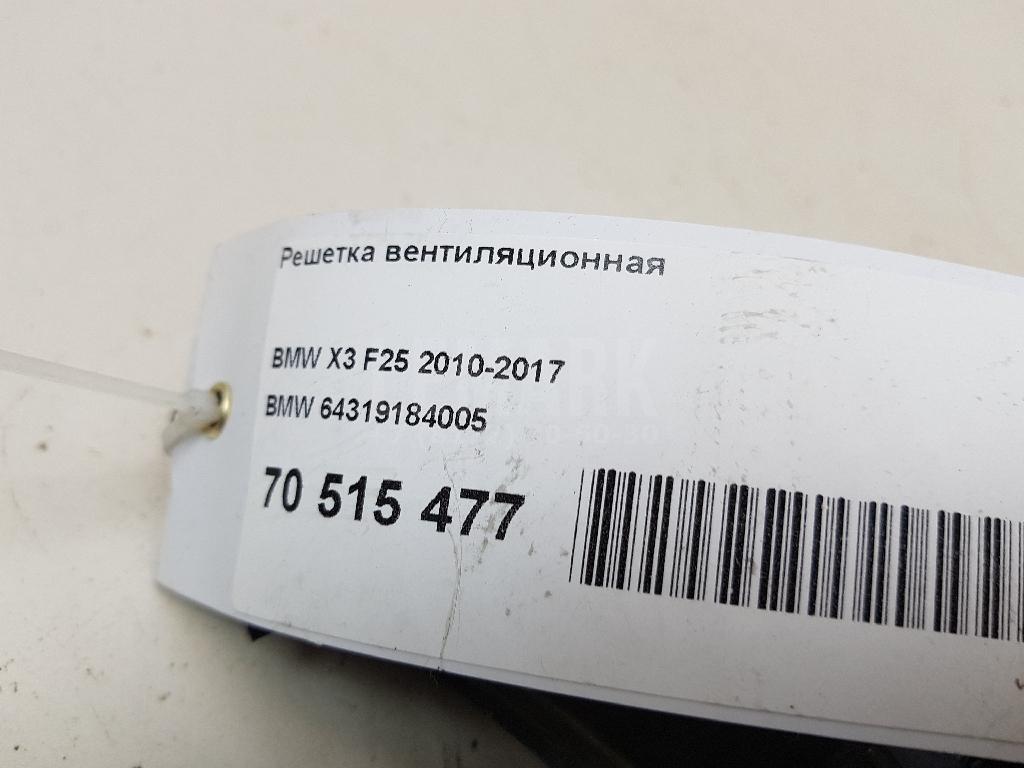 Решетка вентиляционная
BMW X3 F25 2010-2017
BMW 64319184005
70 515 477